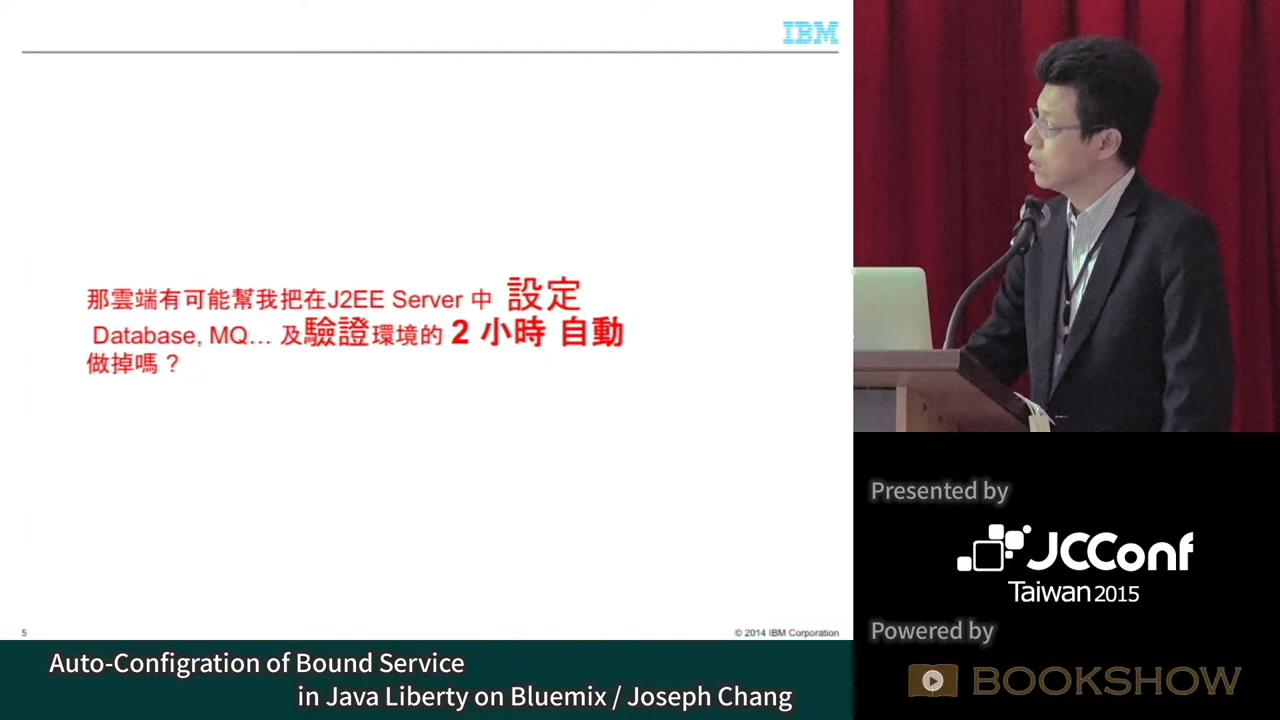 IBM
那雲端有可能幫我把在J2EE Server 中 設定
Database, MQ... 及驗證環境的 2 小時 自動
做掉嗎？
5
© 2014 IBM Corporation
Auto-Configration of Bound Service
in Java Liberty on Bluemix / Joseph Chang
Presented by
JCConf
Taiwan 2015
Powered by
BOOKSHOW